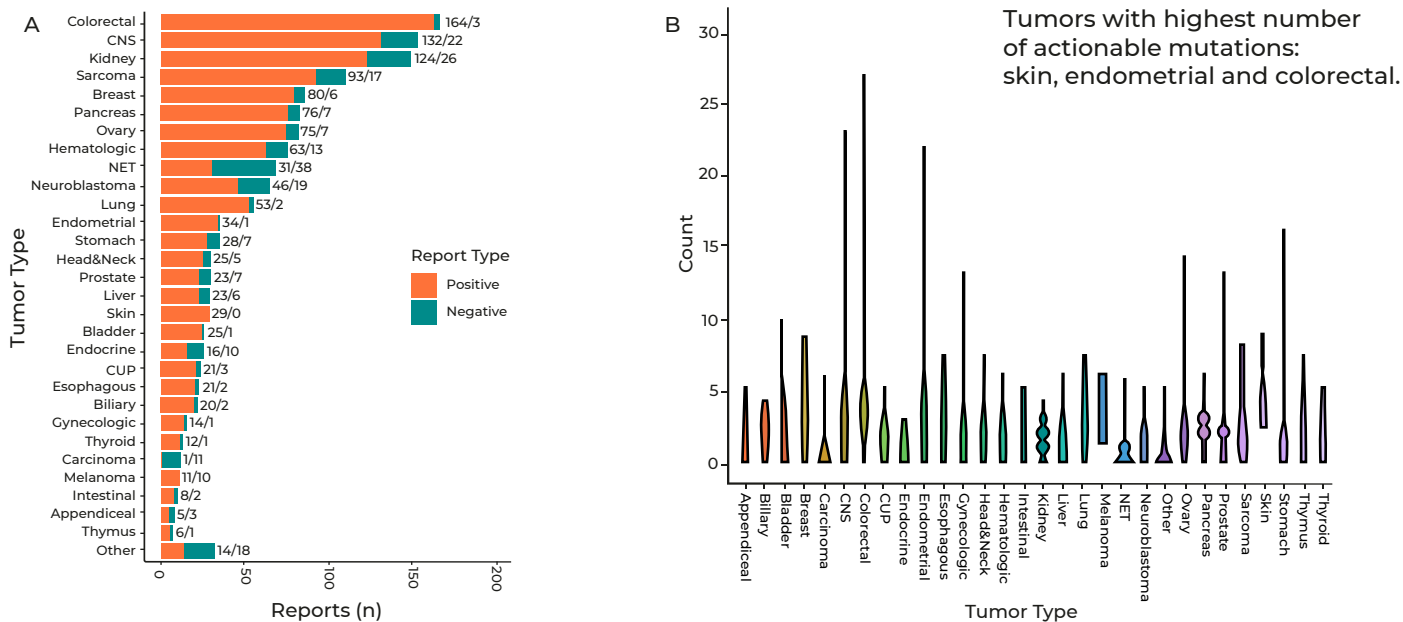 A
Tumor Type
Colorectal 164/3
CNS 132/22
Kidney 124/26
Sarcoma 93/17
Breast 80/6
Pancreas 76/7
Ovary 75/7
Hematologic 63/13
NET 31/38
Neuroblastoma 46/19
Lung 53/2
Endometrial 34/1
Stomach 28/7
Head&Neck 25/5
Prostate 23/7
Liver 23/6
Skin 29/0
Bladder 25/1
Endocrine 16/10
CUP 21/3
Esophagous 21/2
Biliary 20/2
Gynecologic 14/1
Thyroid 12/1
Carcinoma 1/11
Melanoma 11/10
Intestinal 8/2
Appendiceal 5/3
Thymus 6/1
Other 14/18
0 50 100 150 200
Reports (n)
Report Type
Positive
Negative
B
Tumors with highest number
of actionable mutations:
skin, endometrial and colorectal.
Count
30
25
20
15
10
5
0
Appendiceal
Billary
Bladder
Breast
Carcinoma
CNS
Colorectal
CUP
Endocrine
Endometrial
Esophagous
Gynecologic
Head&Neck
Hematologic
Intestinal
Kidney
Liver
Lung
Melanoma
NET
Neuroblastoma
Other
Ovary
Pancreas
Prostate
Sarcoma
Skin
Stomach
Thymus
Thyroid
Tumor Type